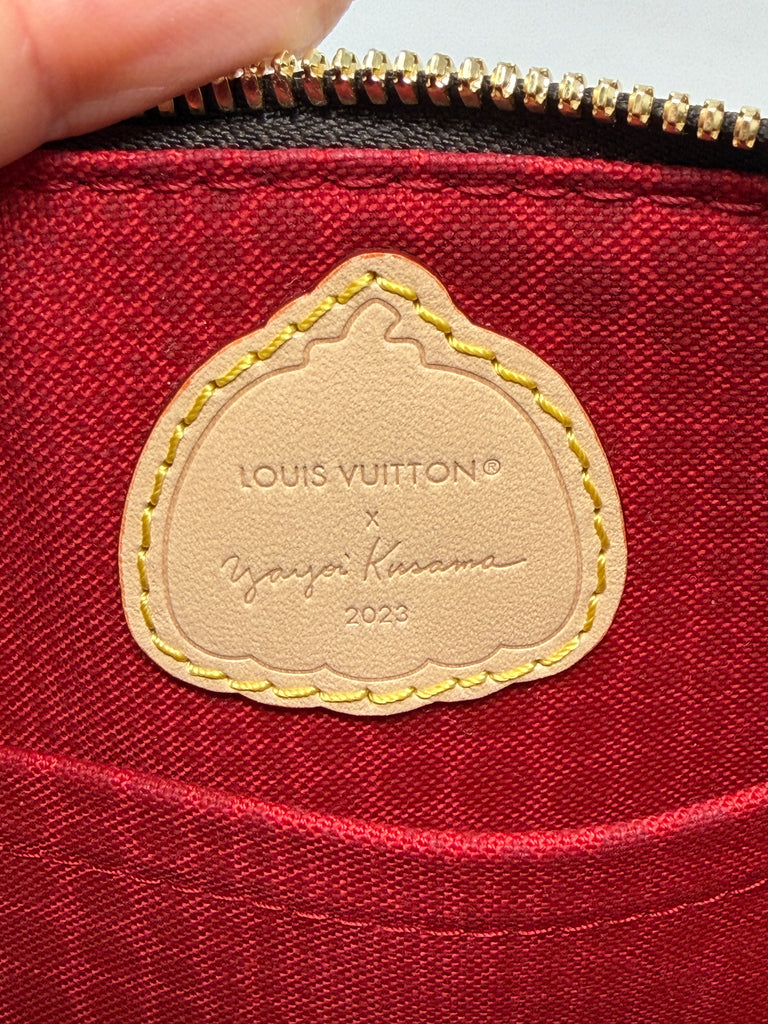 LOUIS VUITTON®
x
Yayoi Kusama
2023